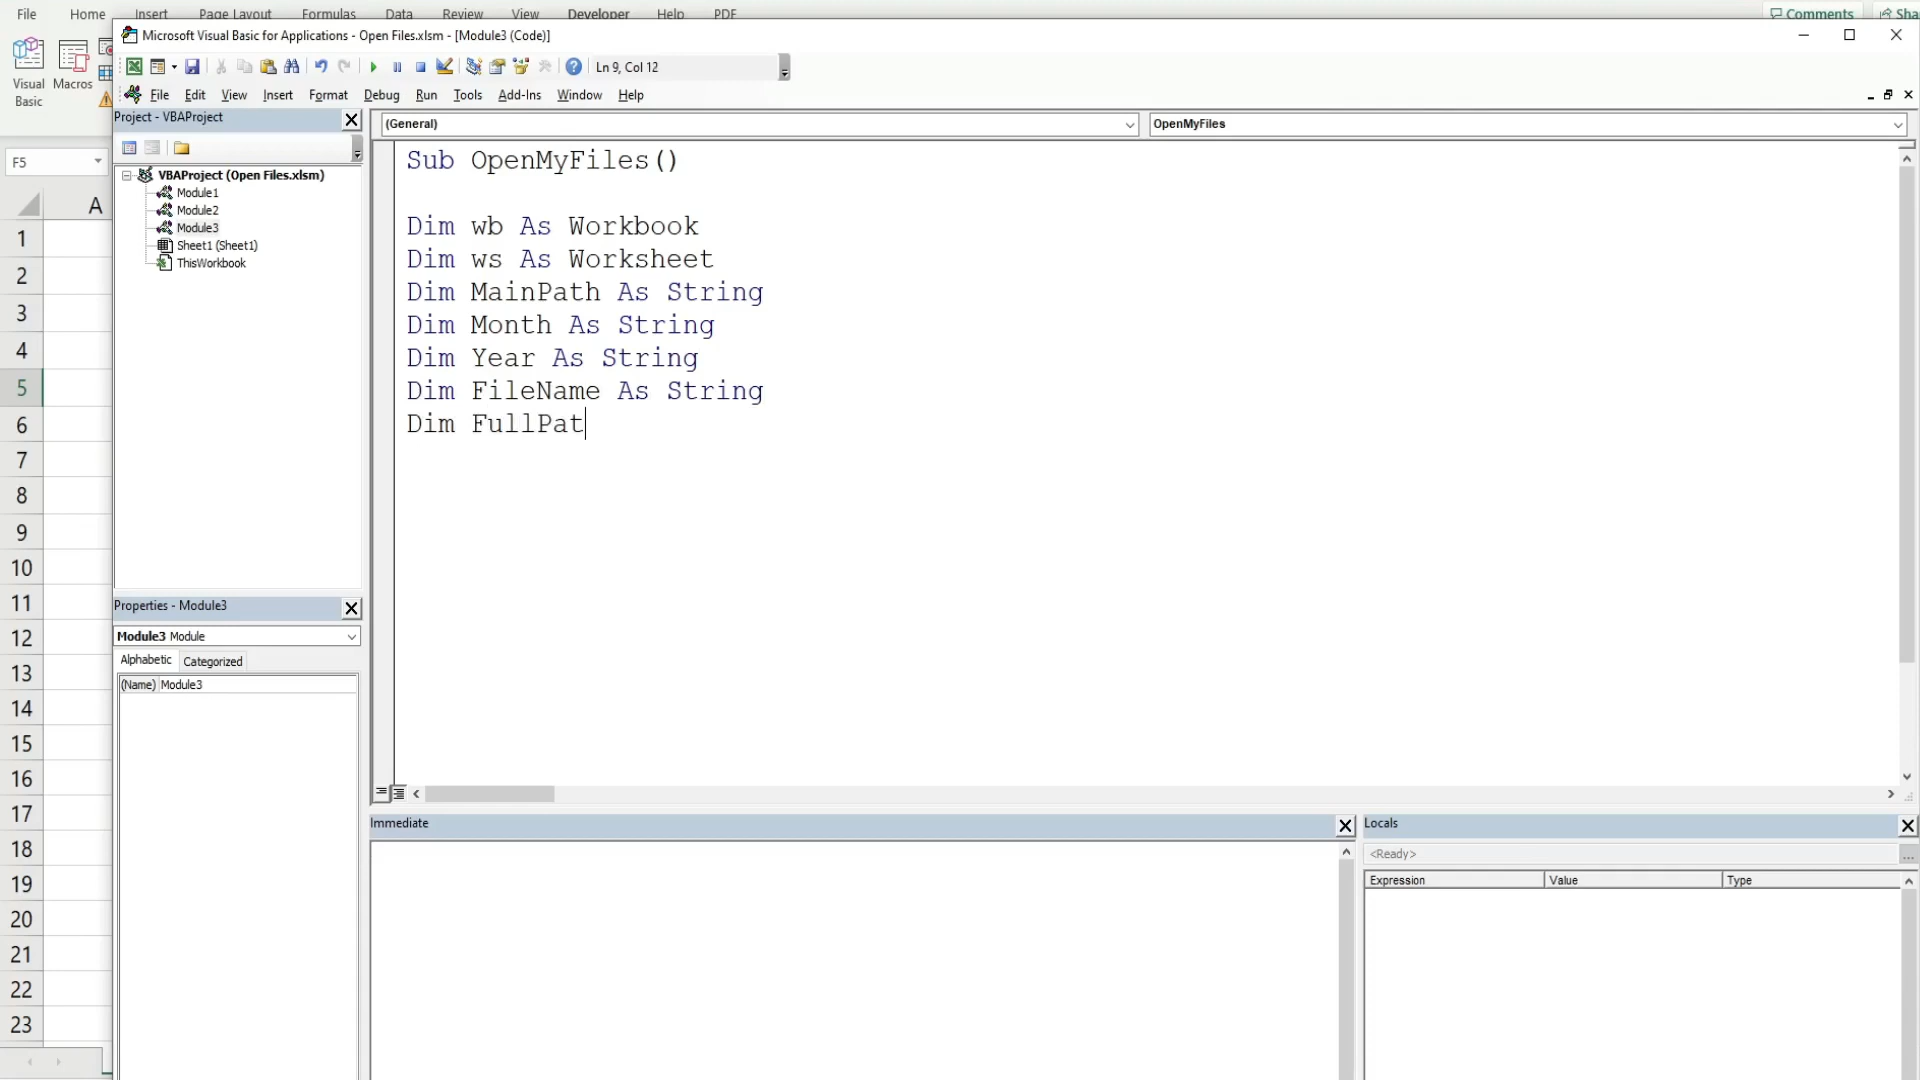 File Home Insert Page Layout Formulas Data Review View Developer Help PDF Comments Sha
Visual Basic
Macros
F5
A
1
2
3
4
5
6
7
8
9
10
11
12
13
14
15
16
17
18
19
20
21
22
23
Microsoft Visual Basic for Applications - Open Files.xlsm - [Module3 (Code)]
Ln 9, Col 12
File Edit View Insert Format Debug Run Tools Add-Ins Window Help
Project - VBAProject
VBAProject (Open Files.xlsm)
Module1
Module2
Module3
Sheet1 (Sheet1)
ThisWorkbook
Properties - Module3
Module3 Module
Alphabetic Categorized
(Name) Module3
(General) OpenMyFiles
Sub OpenMyFiles()
Dim wb As Workbook
Dim ws As Worksheet
Dim MainPath As String
Dim Month As String
Dim Year As String
Dim FileName As String
Dim FullPat
Immediate
Locals
<Ready>
Expression Value Type